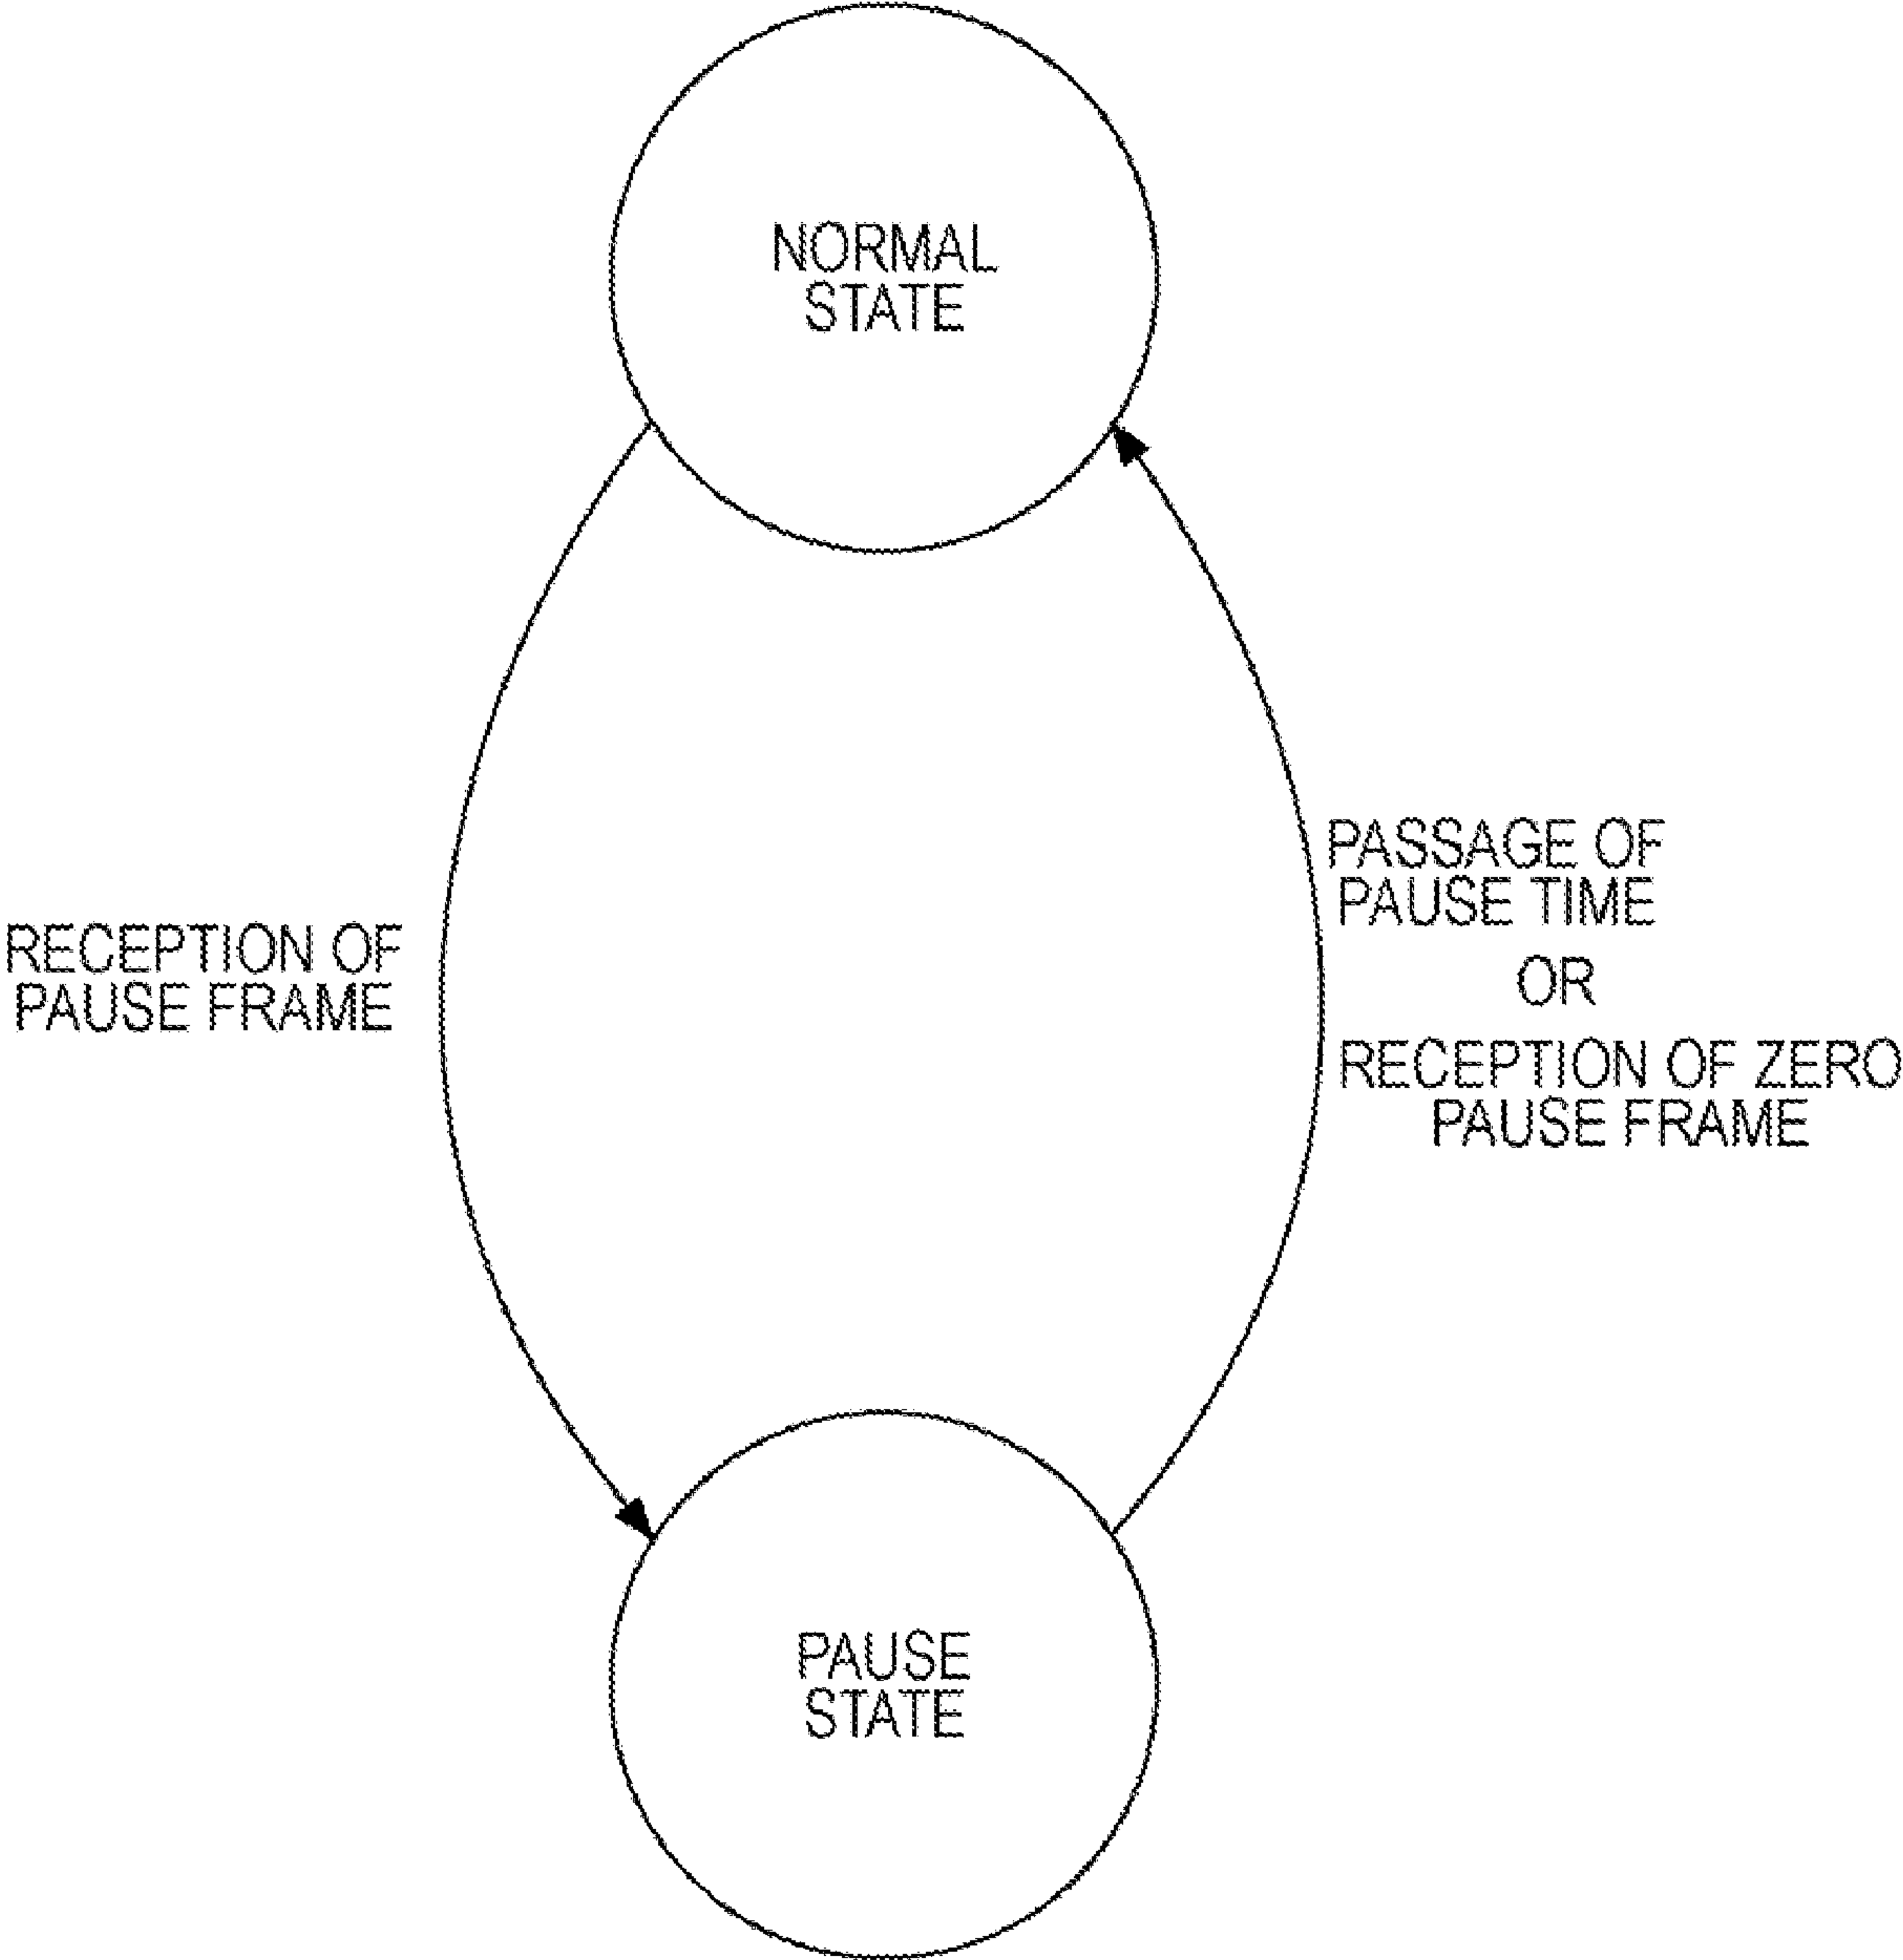 NORMAL
STATE
RECEPTION OF
PAUSE FRAME
PASSAGE OF
PAUSE TIME
OR
RECEPTION OF ZERO
PAUSE FRAME
PAUSE
STATE